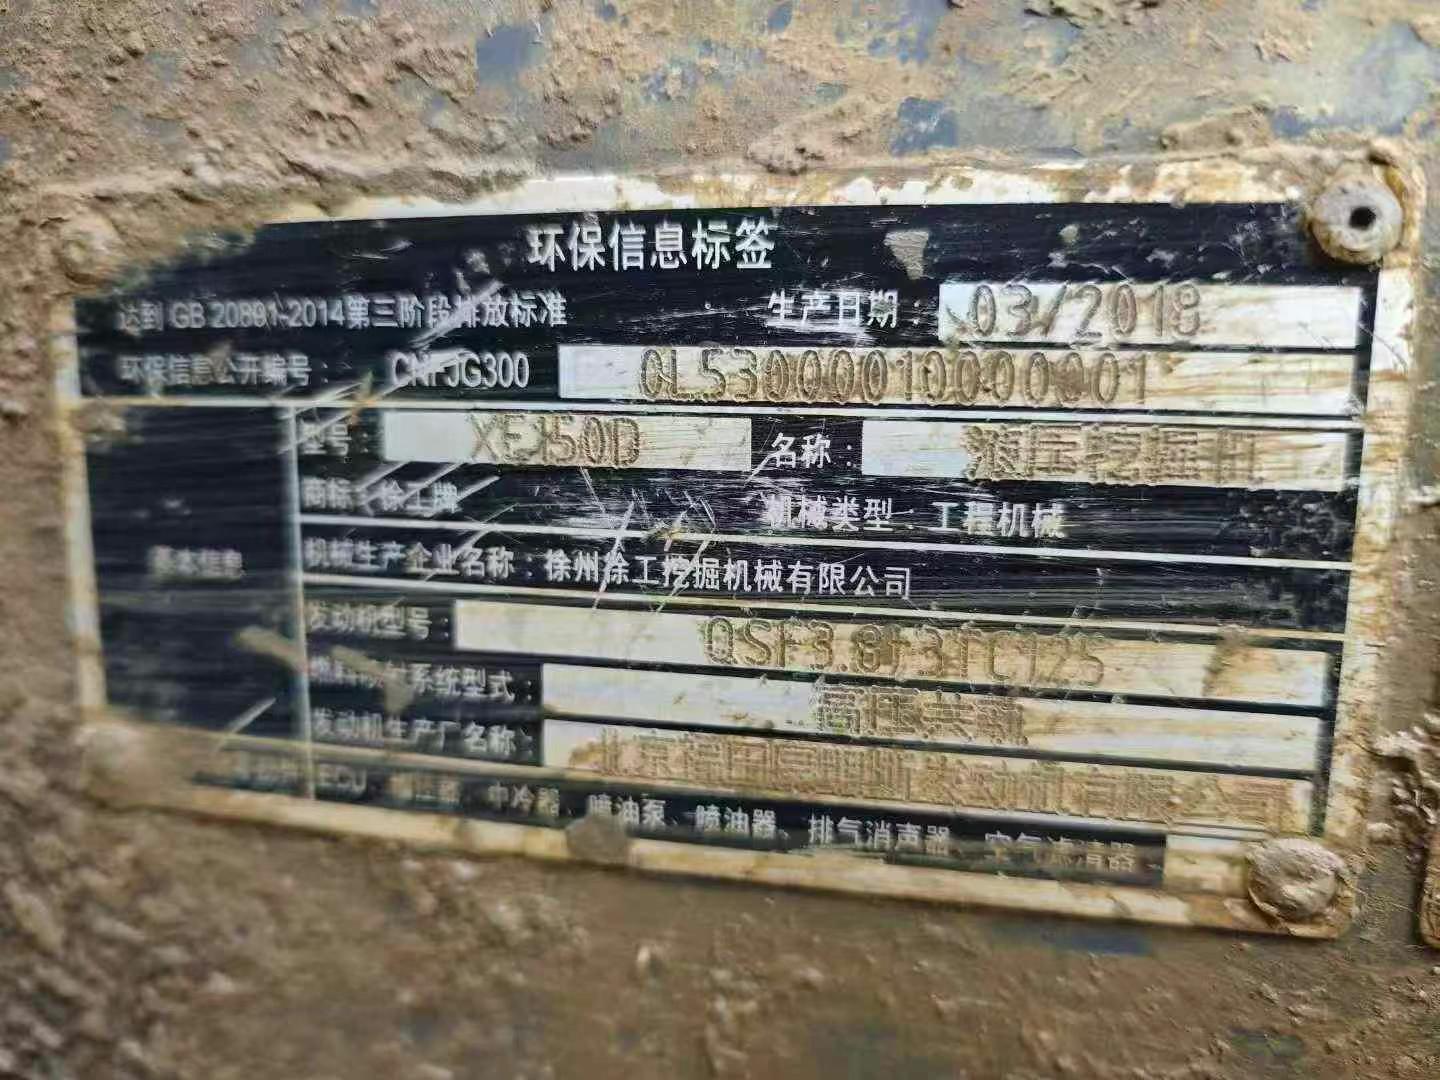 环保信息标签
达到 GB 20891-2014第三阶段排放标准 生产日期：03/2018
环保信息公开编号： CNFJG300 0L53000010000001
型号： XE150D 名称： 液压挖掘机
商标：徐工牌 机械类型：工程机械
基本信息
机械生产企业名称：徐州徐工挖掘机械有限公司
发动机型号： QSF3.8
燃料喷射系统型式： 高压共轨
发动机生产厂名称： 北京福田康明斯发动机有限公司
ECU、增压器、中冷器、喷油泵、喷油器、排气消声器、空气滤清器